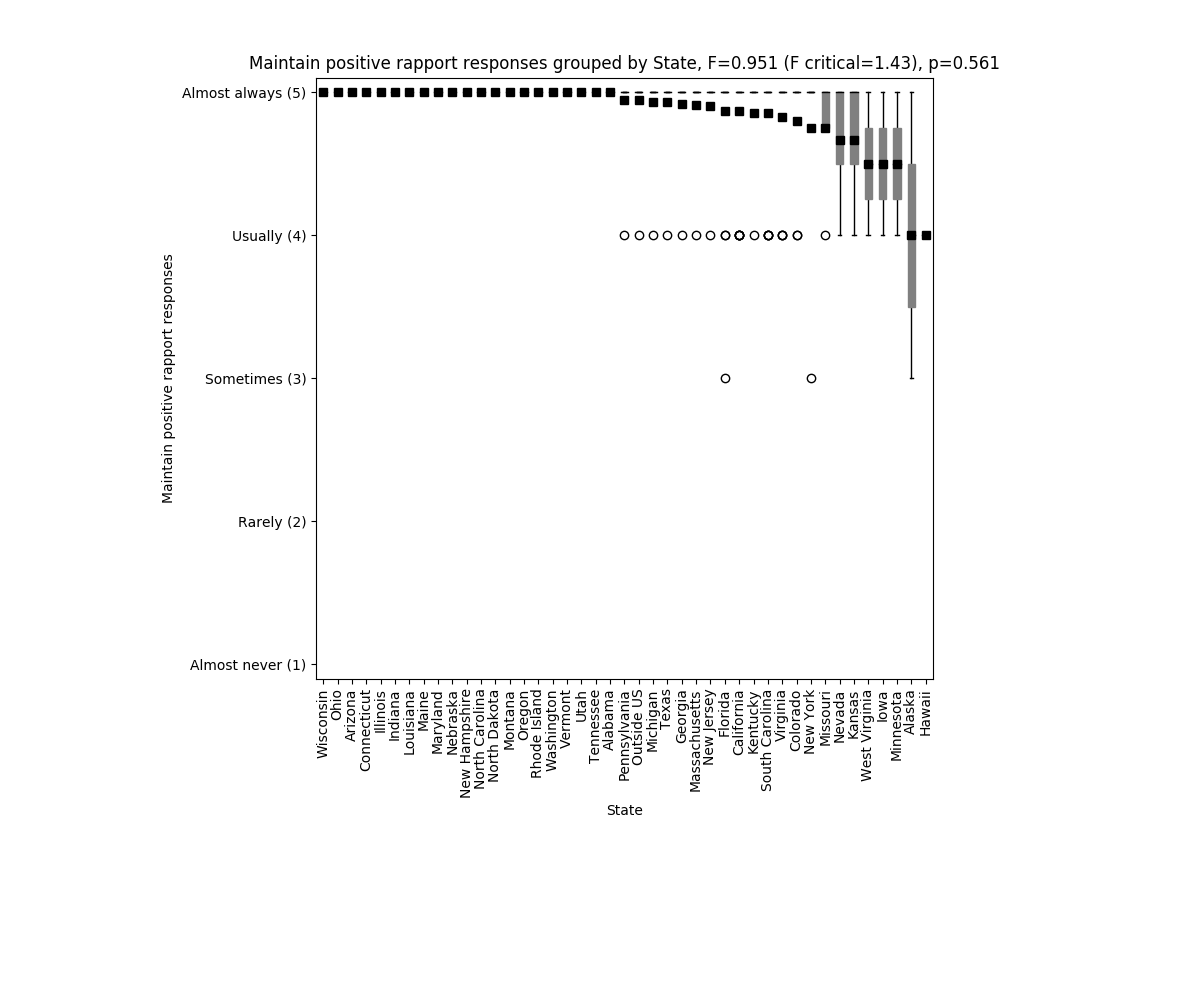 Maintain positive rapport responses grouped by State, F=0.951 (F critical=1.43), p=0.561
Maintain positive rapport responses
Almost always (5)
Usually (4)
Sometimes (3)
Rarely (2)
Almost never (1)
Wisconsin
Ohio
Arizona
Connecticut
Illinois
Indiana
Louisiana
Maine
Maryland
Nebraska
New Hampshire
North Carolina
North Dakota
Montana
Oregon
Rhode Island
Washington
Vermont
Utah
Tennessee
Alabama
Pennsylvania
Outside US
Michigan
Texas
Georgia
Massachusetts
New Jersey
Florida
California
Kentucky
South Carolina
Virginia
Colorado
New York
Missouri
Nevada
Kansas
West Virginia
Iowa
Minnesota
Alaska
Hawaii
State